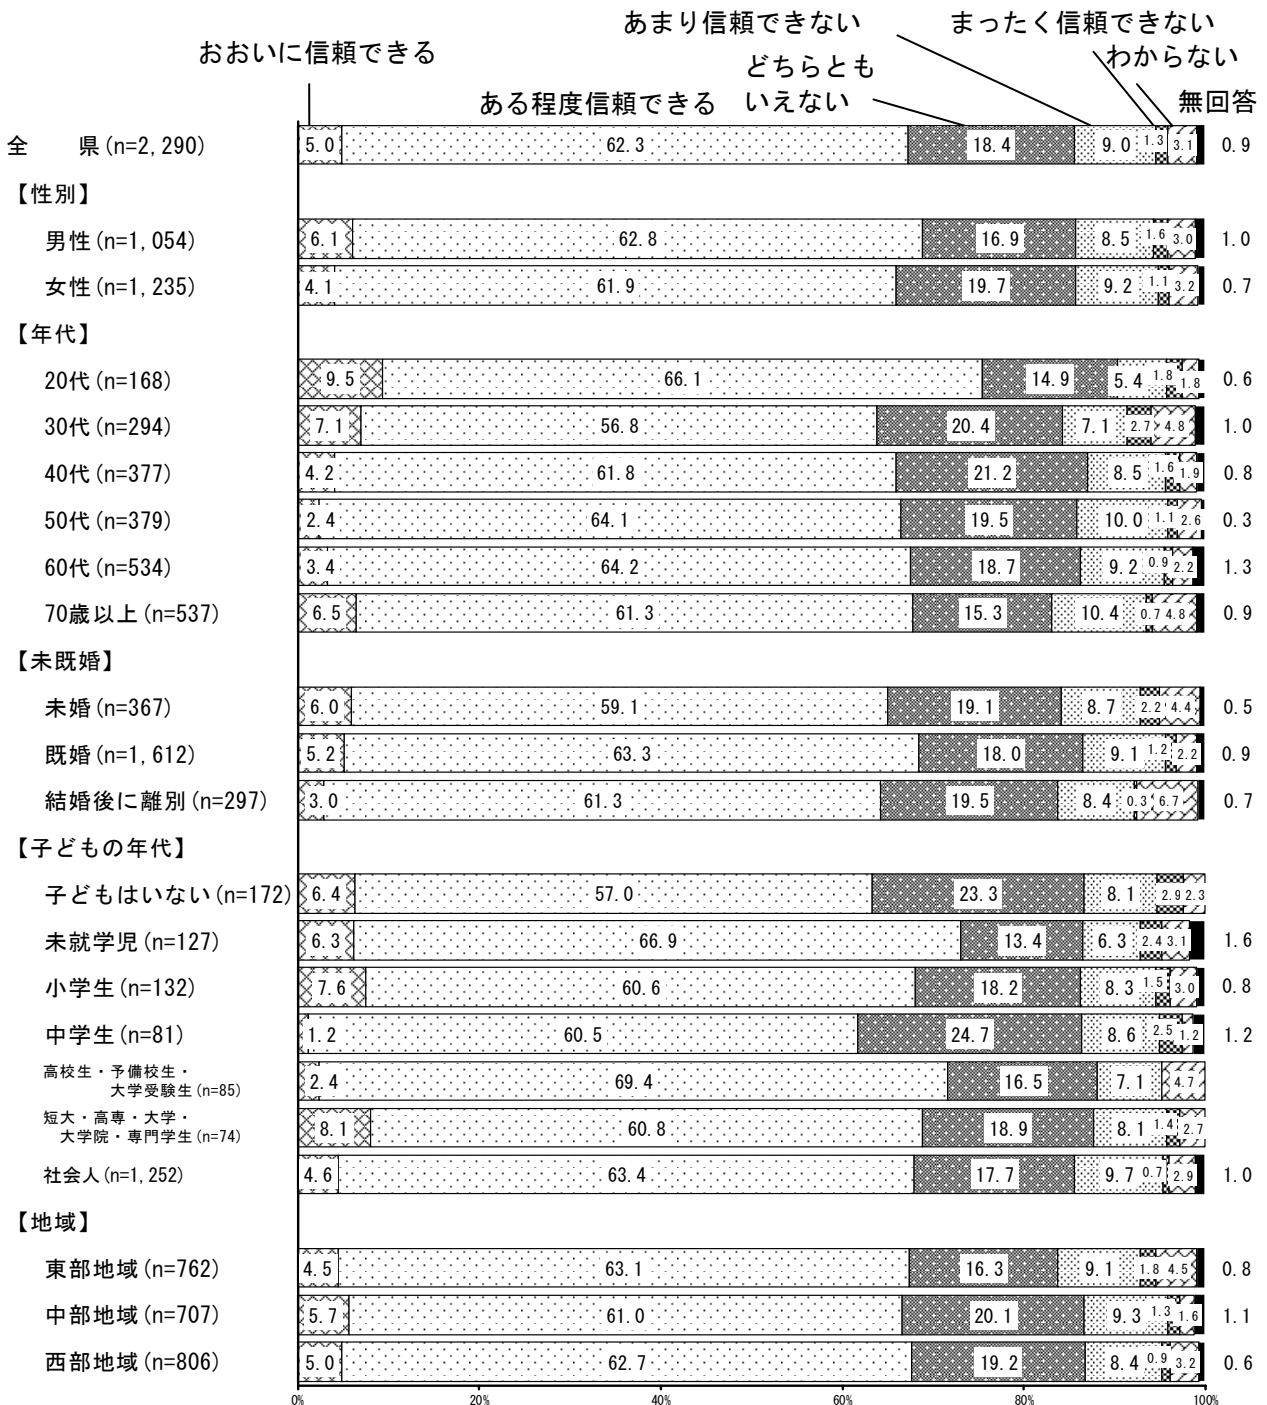 あまり信頼できない
まったく信頼できない
おおいに信頼できる
どちらとも
わからない
ある程度信頼できる
いえない
無回答
全　　県(n=2,290) 5.0 62.3 18.4 9.0 1.3 3.1 0.9
【性別】
男性(n=1,054) 6.1 62.8 16.9 8.5 1.6 3.0 1.0
女性(n=1,235) 4.1 61.9 19.7 9.2 1.1 3.2 0.7
【年代】
20代(n=168) 9.5 66.1 14.9 5.4 1.8 1.8 0.6
30代(n=294) 7.1 56.8 20.4 7.1 2.7 4.8 1.0
40代(n=377) 4.2 61.8 21.2 8.5 1.6 1.9 0.8
50代(n=379) 2.4 64.1 19.5 10.0 1.1 2.6 0.3
60代(n=534) 3.4 64.2 18.7 9.2 0.9 2.2 1.3
70歳以上(n=537) 6.5 61.3 15.3 10.4 0.7 4.8 0.9
【未既婚】
未婚(n=367) 6.0 59.1 19.1 8.7 2.2 4.4 0.5
既婚(n=1,612) 5.2 63.3 18.0 9.1 1.2 2.2 0.9
結婚後に離別(n=297) 3.0 61.3 19.5 8.4 0.3 6.7 0.7
【子どもの年代】
子どもはいない(n=172) 6.4 57.0 23.3 8.1 2.9 2.3
未就学児(n=127) 6.3 66.9 13.4 6.3 2.4 3.1 1.6
小学生(n=132) 7.6 60.6 18.2 8.3 1.5 3.0 0.8
中学生(n=81) 1.2 60.5 24.7 8.6 2.5 1.2 1.2
高校生・予備校生・
大学受験生(n=85) 2.4 69.4 16.5 7.1 4.7
短大・高専・大学・
大学院・専門学生(n=74) 8.1 60.8 18.9 8.1 1.4 2.7
社会人(n=1,252) 4.6 63.4 17.7 9.7 0.7 2.9 1.0
【地域】
東部地域(n=762) 4.5 63.1 16.3 9.1 1.8 4.5 0.8
中部地域(n=707) 5.7 61.0 20.1 9.3 1.3 1.6 1.1
西部地域(n=806) 5.0 62.7 19.2 8.4 0.9 3.2 0.6
0% 20% 40% 60% 80% 100%